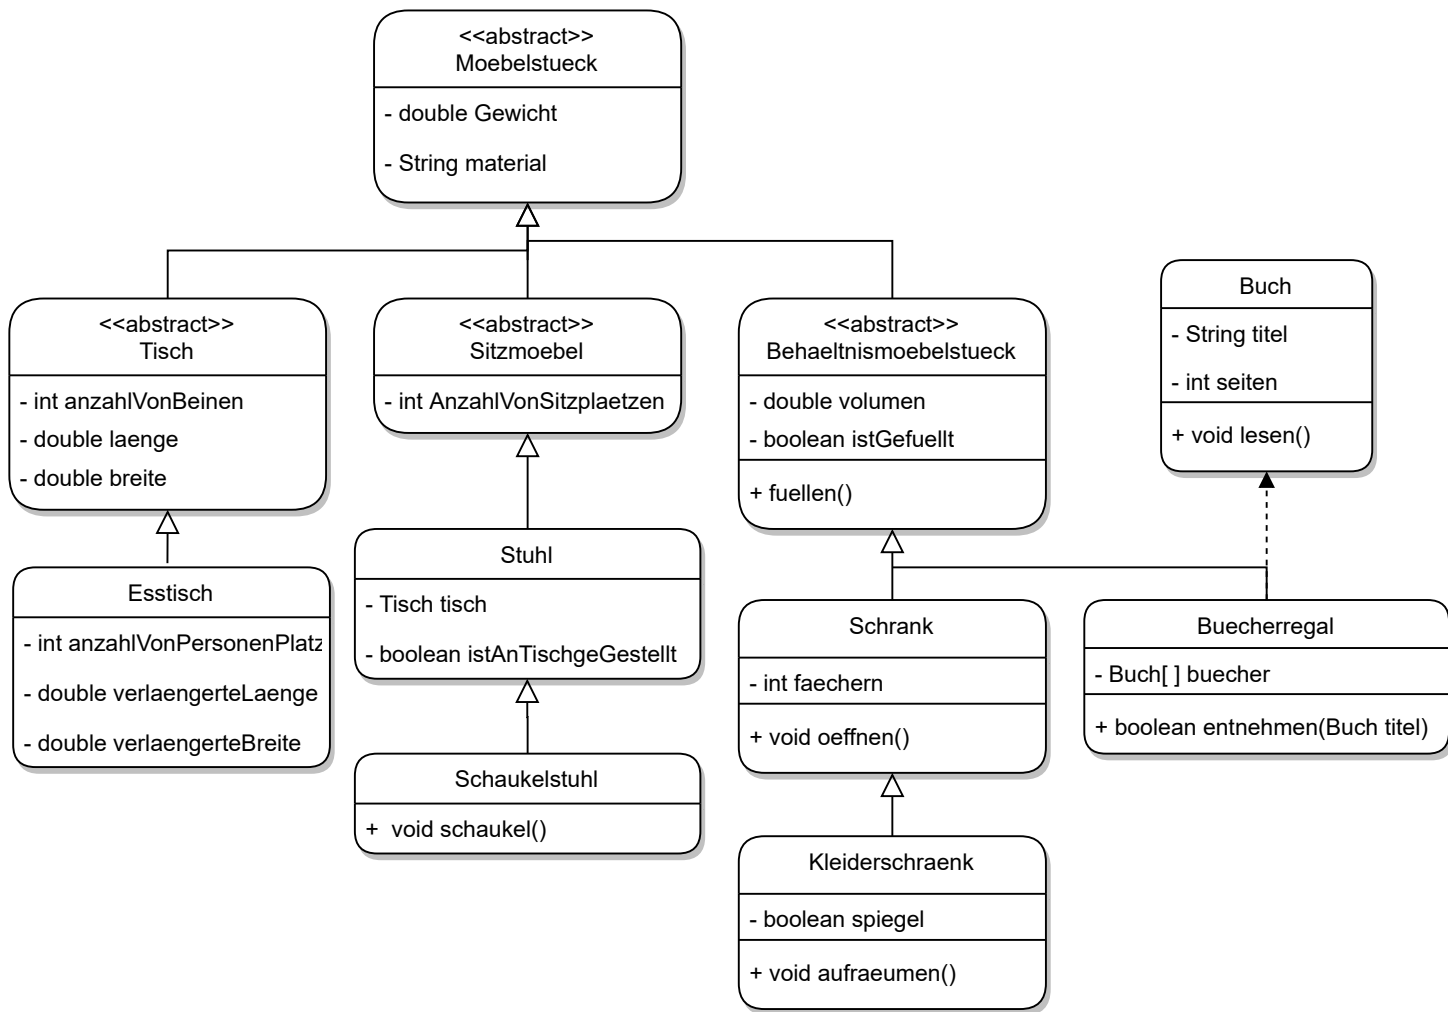 <<abstract>>
Moebelstueck
- double Gewicht
- String material
<<abstract>>
Tisch
- int anzahlVonBeinen
- double laenge
- double breite
<<abstract>>
Sitzmoebel
- int AnzahlVonSitzplaetzen
<<abstract>>
Behaeltnismoebelstueck
- double volumen
- boolean istGefuellt
+ fuellen()
Buch
- String titel
- int seiten
+ void lesen()
Esstisch
- int anzahlVonPersonenPlatz
- double verlaengerteLaenge
- double verlaengerteBreite
Stuhl
- Tisch tisch
- boolean istAnTischgeGestellt
Schaukelstuhl
+  void schaukel()
Schrank
- int faechern
+ void oeffnen()
Buecherregal
- Buch[ ] buecher
+ boolean entnehmen(Buch titel)
Kleiderschraenk
- boolean spiegel
+ void aufraeumen()